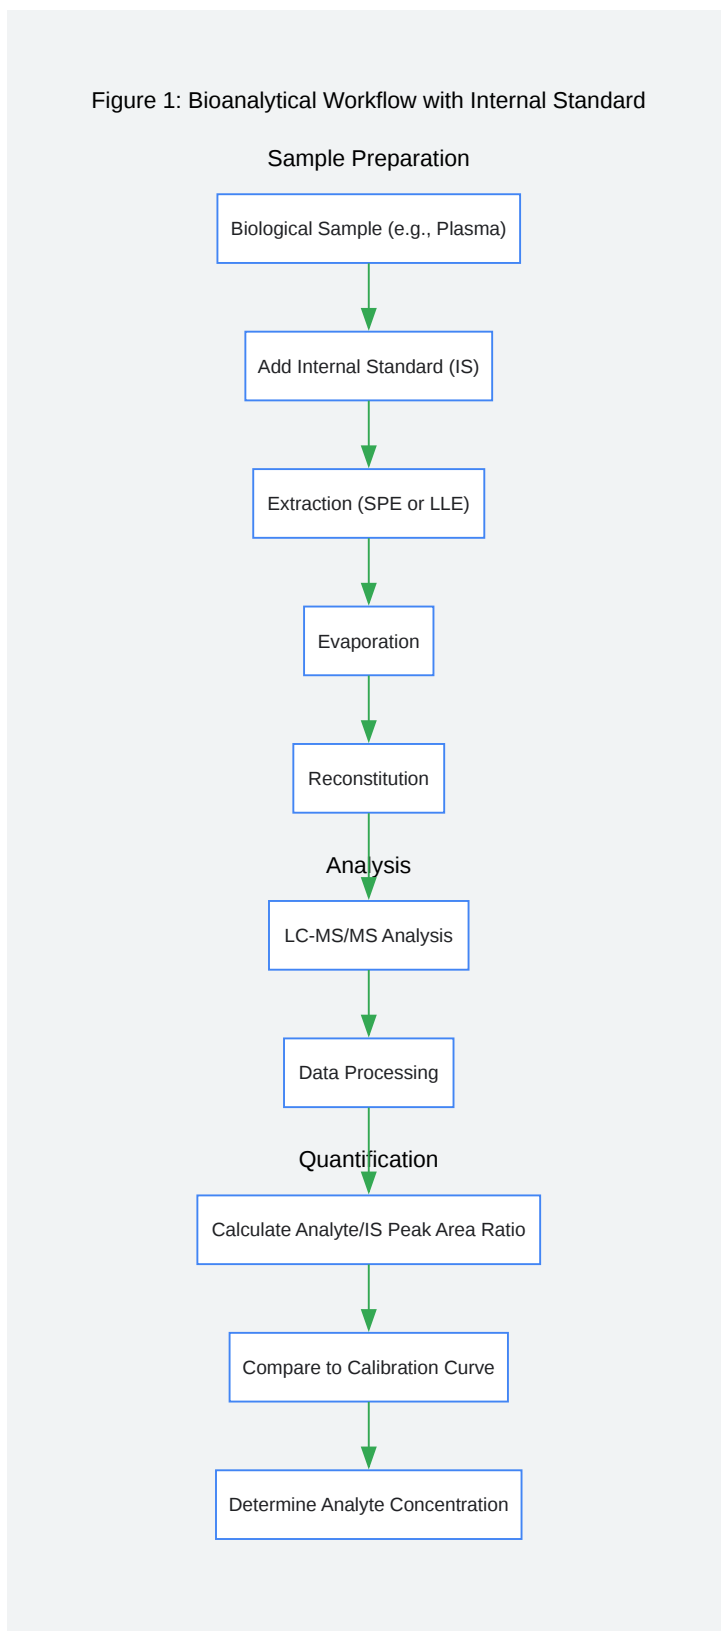 Figure 1: Bioanalytical Workflow with Internal Standard
Sample Preparation
Biological Sample (e.g., Plasma)
Add Internal Standard (IS)
Extraction (SPE or LLE)
Evaporation
Reconstitution
Analysis
LC-MS/MS Analysis
Data Processing
Quantification
Calculate Analyte/IS Peak Area Ratio
Compare to Calibration Curve
Determine Analyte Concentration